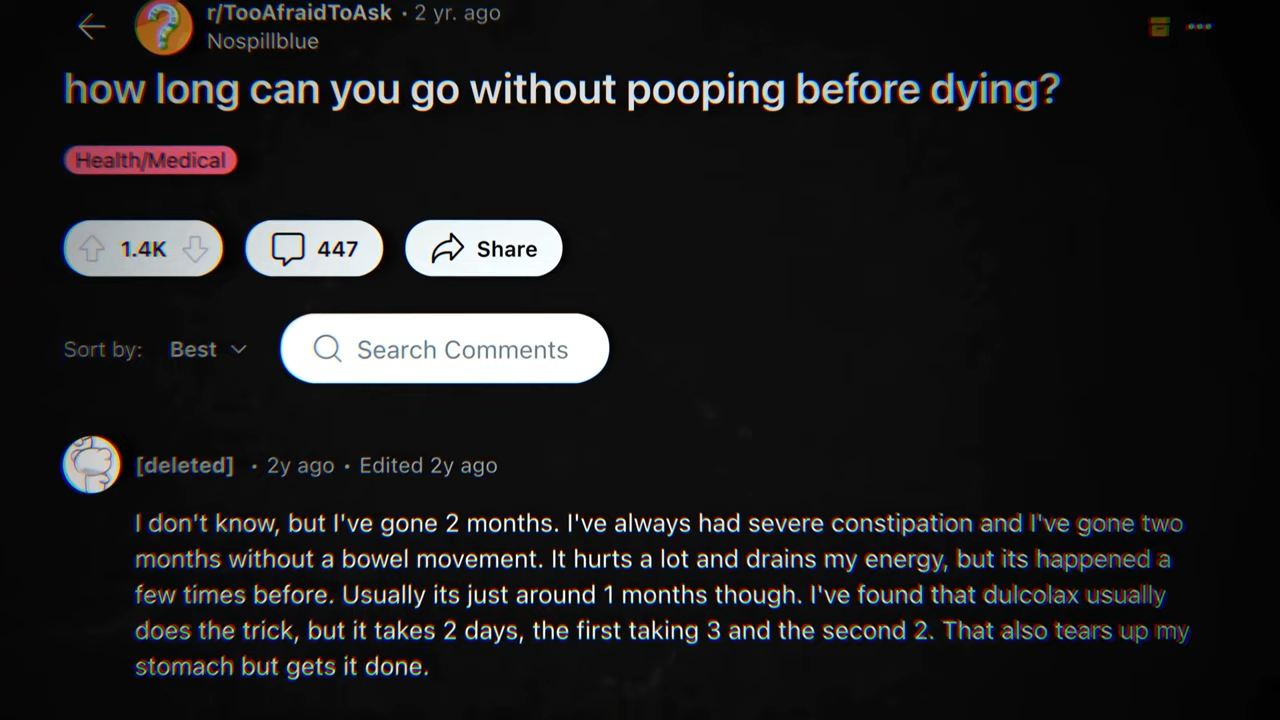 r/TooAfraidToAsk • 2 yr. ago
Nospillblue
how long can you go without pooping before dying?
Health/Medical
1.4K 447 Share
Sort by: Best Search Comments
[deleted] • 2y ago • Edited 2y ago
I don't know, but I've gone 2 months. I've always had severe constipation and I've gone two
months without a bowel movement. It hurts a lot and drains my energy, but its happened a
few times before. Usually its just around 1 months though. I've found that dulcolax usually
does the trick, but it takes 2 days, the first taking 3 and the second 2. That also tears up my
stomach but gets it done.